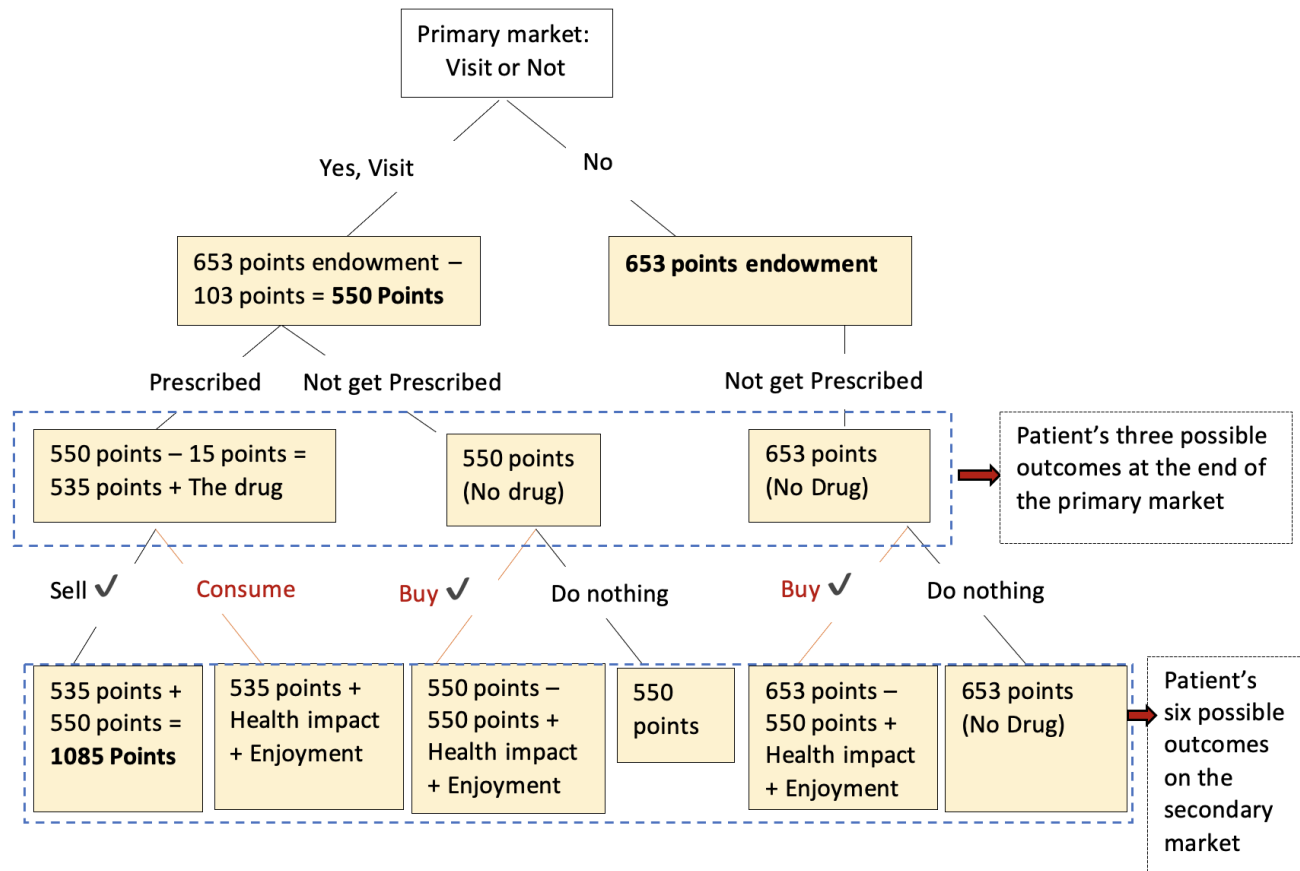 Primary market:
Visit or Not
Yes, Visit
No
653 points endowment –
103 points = 550 Points
653 points endowment
Prescribed
Not get Prescribed
Not get Prescribed
550 points – 15 points =
535 points + The drug
550 points
(No drug)
653 points
(No Drug)
Patient’s three possible
outcomes at the end of
the primary market
Sell ✔
Consume
Buy ✔
Do nothing
Buy ✔
Do nothing
535 points +
550 points =
1085 Points
535 points +
Health impact
+ Enjoyment
550 points –
550 points +
Health impact
+ Enjoyment
550
points
653 points –
550 points +
Health impact
+ Enjoyment
653 points
(No Drug)
Patient’s
six possible
outcomes
on the
secondary
market